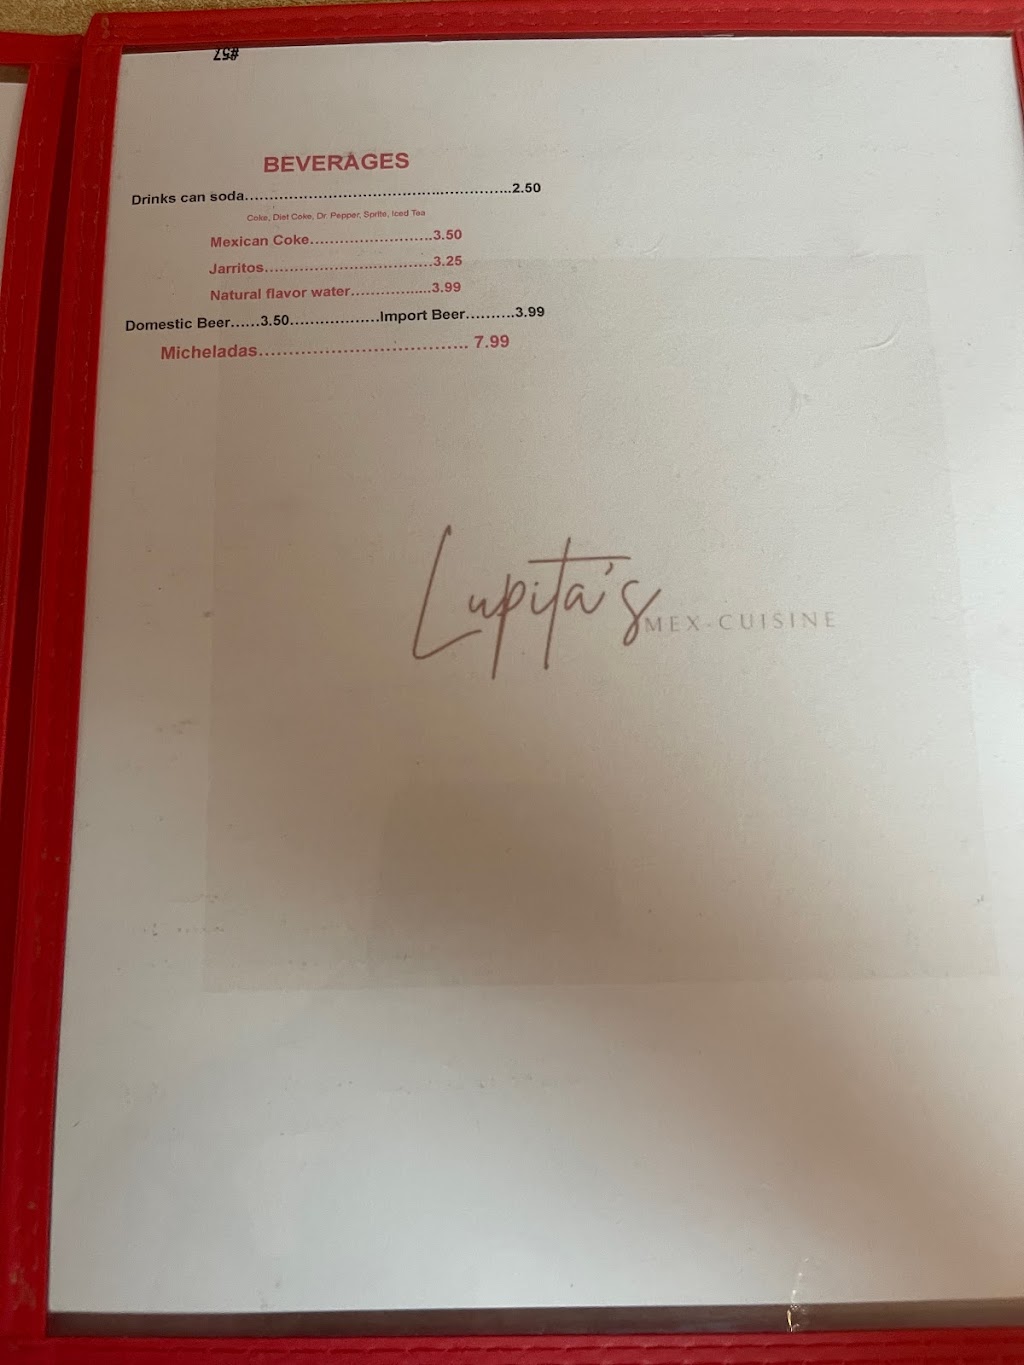 #57
BEVERAGES
Drinks can soda..........................................................2.50
Coke, Diet Coke, Dr. Pepper, Sprite, Iced Tea
Mexican Coke.........................3.50
Jarritos...................................3.25
Natural flavor water.................3.99
Domestic Beer......3.50...................Import Beer..........3.99
Micheladas................................... 7.99
Lupita's MEX-CUISINE